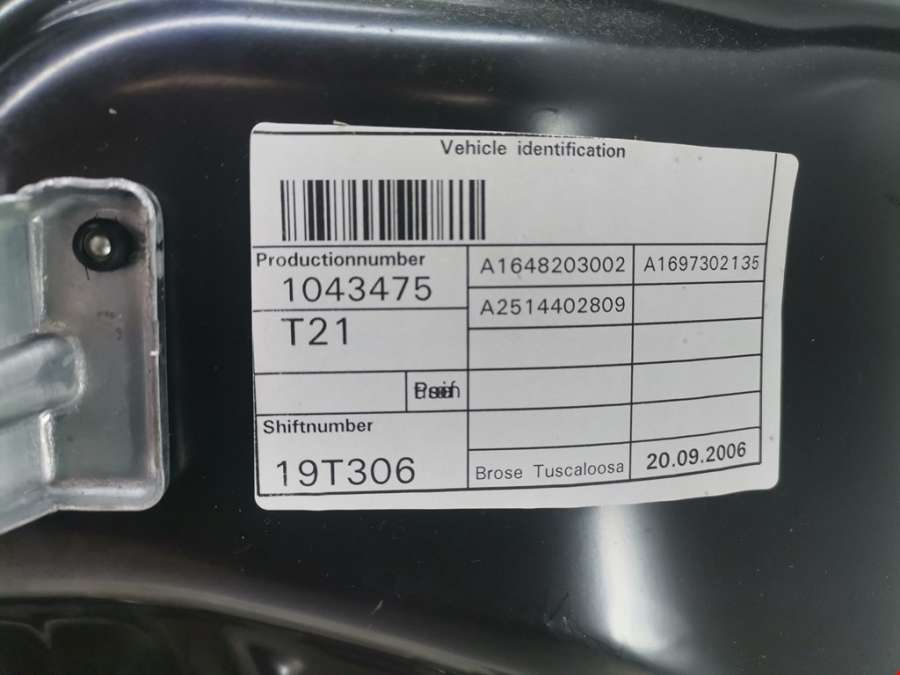 Vehicle identification
Productionnumber
1043475
A1648203002 A1697302135
A2514402809
T21
Shiftnumber
19T306
Brose Tuscaloosa 20.09.2006